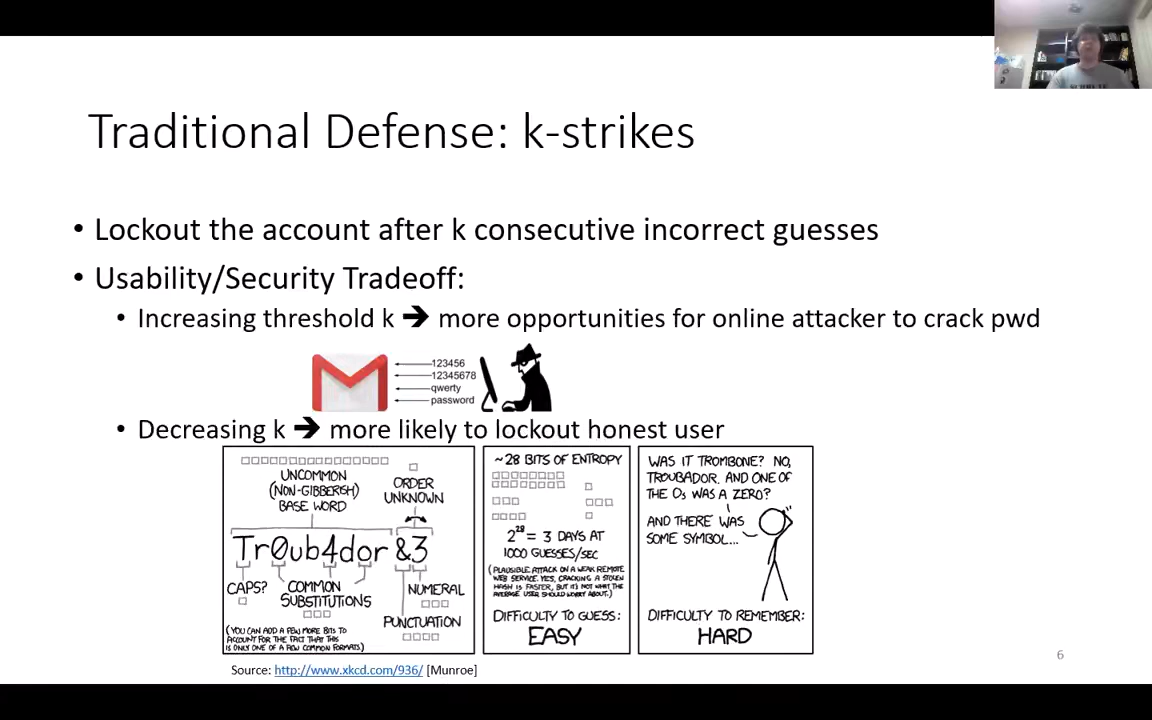 Traditional Defense: k-strikes
• Lockout the account after k consecutive incorrect guesses
• Usability/Security Tradeoff:
• Increasing threshold k ➔ more opportunities for online attacker to crack pwd
123456
12345678
qwerty
password
• Decreasing k ➔ more likely to lockout honest user
UNCOMMON
(NON-GIBBERISH)
BASE WORD
ORDER
UNKNOWN
Tr0ub4dor &3
CAPS?
COMMON
SUBSTITUTIONS
NUMERAL
PUNCTUATION
(YOU CAN ADD A FEW MORE BITS TO
ACCOUNT FOR THE FACT THAT THIS
IS ONLY ONE OF A FEW COMMON FORMATS.)
~28 BITS OF ENTROPY
2²⁸ = 3 DAYS AT
1000 GUESSES/SEC
(PLAUSIBLE ATTACK ON A WEAK REMOTE
WEB SERVICE. YES, CRACKING A STOLEN
HASH IS FASTER, BUT IT'S NOT WHAT THE
AVERAGE USER SHOULD WORRY ABOUT.)
DIFFICULTY TO GUESS:
EASY
WAS IT TROMBONE? NO,
TROUBADOR. AND ONE OF
THE Os WAS A ZERO?
AND THERE WAS
SOME SYMBOL...
DIFFICULTY TO REMEMBER:
HARD
Source: http://www.xkcd.com/936/ [Munroe]
6